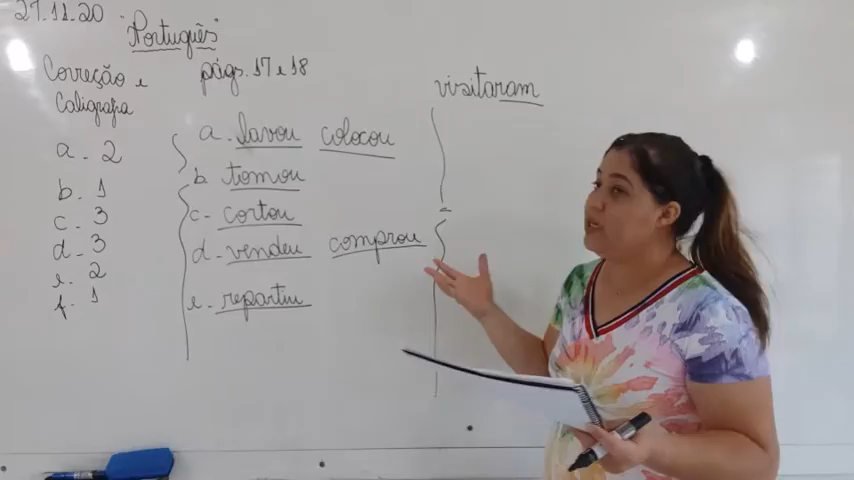 27.11.20
"Português"
Correção e
Caligrafia
págs. 17 e 18
a. 2
b. 1
c. 3
d. 3
e. 2
f. 1
a. lavou colocou
b. tomou
c. cortou
d. vendeu comprou
e. repartiu
visitaram